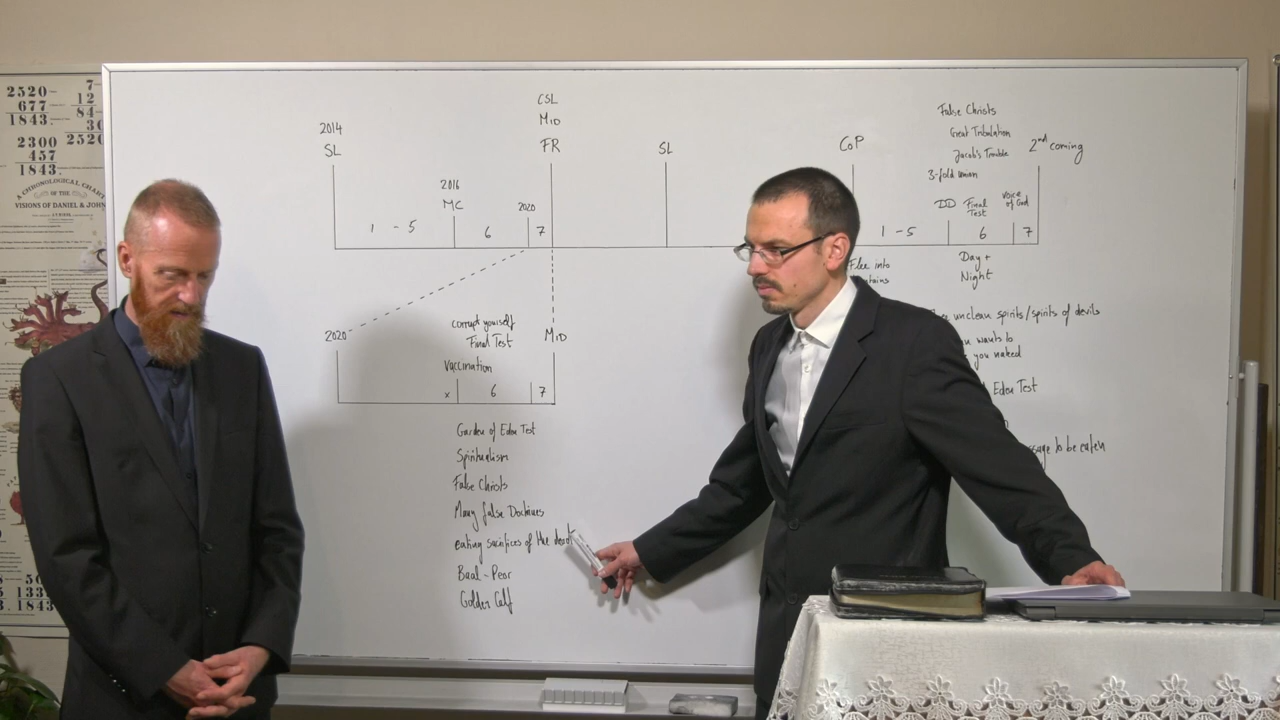 2520
677
1843.
7
12
84
30
2520
2300
457
1843.
A CHRONOLOGICAL CHART
OF THE
VISIONS OF DANIEL & JOHN
2014
SL
1 - 5
2016
MC
6
2020
7
CSL
MID
FR
SL
CoP
False Christs
Great Tribulation
Jacob's Trouble
3-fold union
2nd coming
DD
Final
Test
Voice
of God
1 - 5
6
7
Flee into
Day +
Night
unclean spirits/spirits of devils
wants to
you naked
Eden Test
to be eaten
2020
corrupt yourself
Final Test
MID
Vaccination
x
6
7
Garden of Eden Test
Spiritualism
False Christs
Many false Doctrines
eating sacrifices of the dead
Baal-Peor
Golden Calf